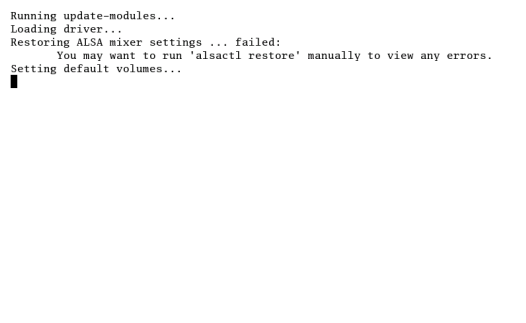 Running update-modules...
Loading driver...
Restoring ALSA mixer settings ... failed:
You may want to run 'alsactl restore' manually to view any errors.
Setting default volumes...